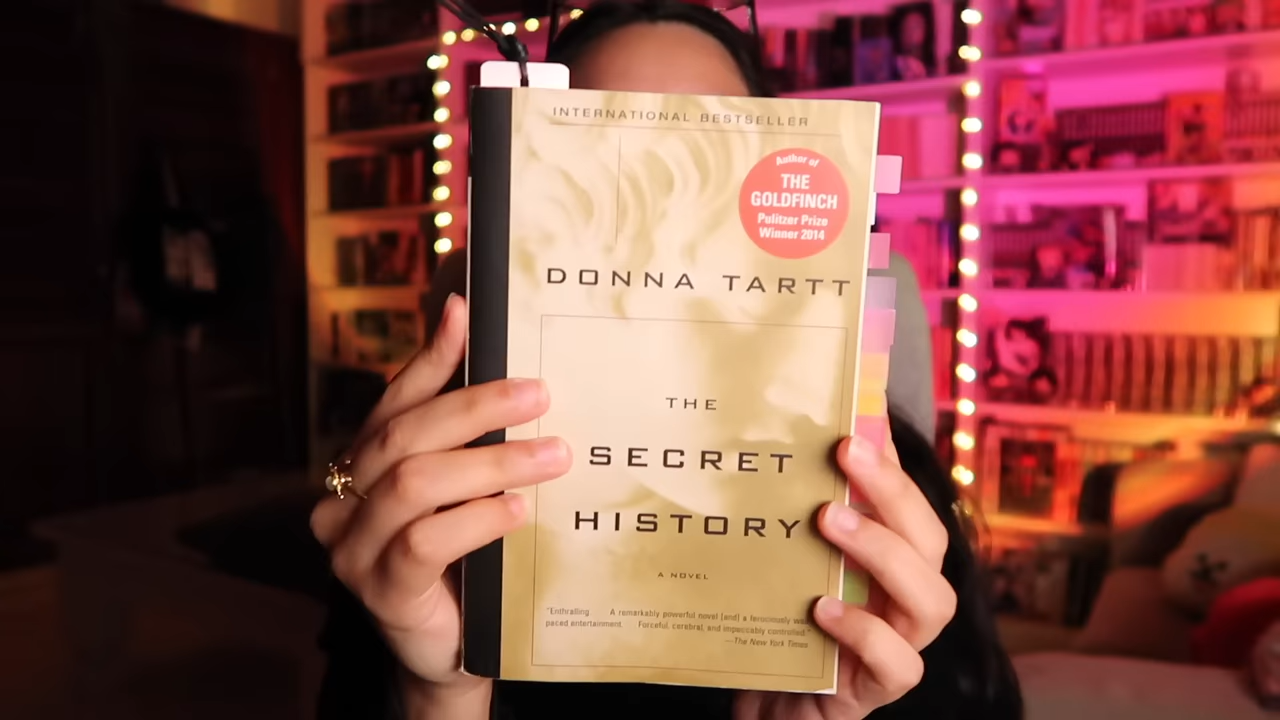 INTERNATIONAL BESTSELLER
Author of
THE
GOLDFINCH
Pulitzer Prize
Winner 2014
DONNA TARTT
THE
SECRET
HISTORY
A NOVEL
"Enthralling. A remarkably powerful novel [and] a ferociously well-
paced entertainment. Forceful, cerebral, and impeccably controlled."
—The New York Times